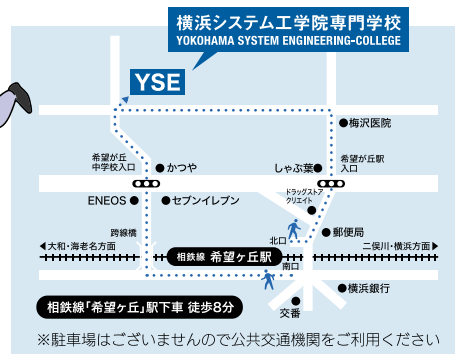 横浜システム工学院専門学校
YOKOHAMA SYSTEM ENGINEERING-COLLEGE
YSE
梅沢医院
希望が丘
中学校入口
かつや
しゃぶ葉
希望が丘駅
入口
ENEOS
セブンイレブン
ドラッグストア
クリエイト
跨線橋
北口
郵便局
大和・海老名方面
相鉄線 希望ヶ丘駅
二俣川・横浜方面
南口
横浜銀行
相鉄線「希望ヶ丘」駅下車 徒歩8分
交番
※駐車場はございませんので公共交通機関をご利用ください